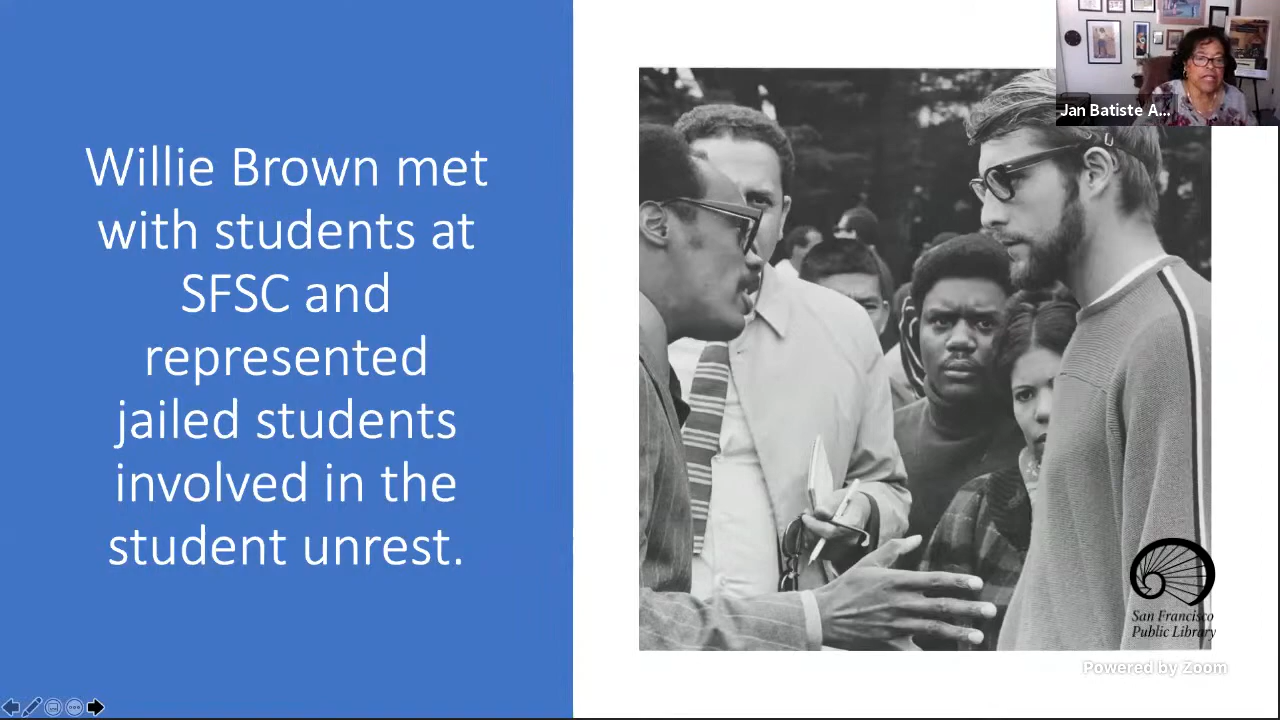 Willie Brown met
with students at
SFSC and
represented
jailed students
involved in the
student unrest.
Jan Batiste A...
San Francisco
Public Library
Powered by Zoom